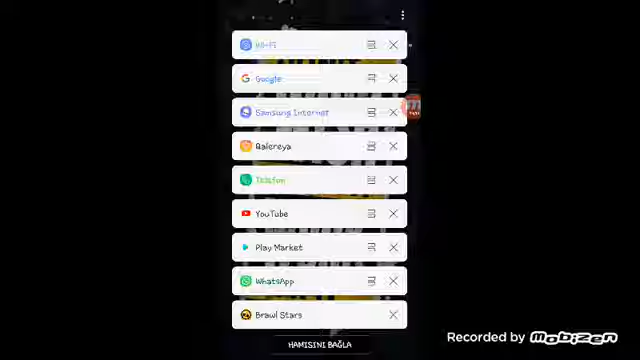 Wi-Fi
Google
Samsung Internet
Qalereya
Telefon
YouTube
Play Market
WhatsApp
Brawl Stars
HAMISINI BAĞLA
Recorded by mobizen